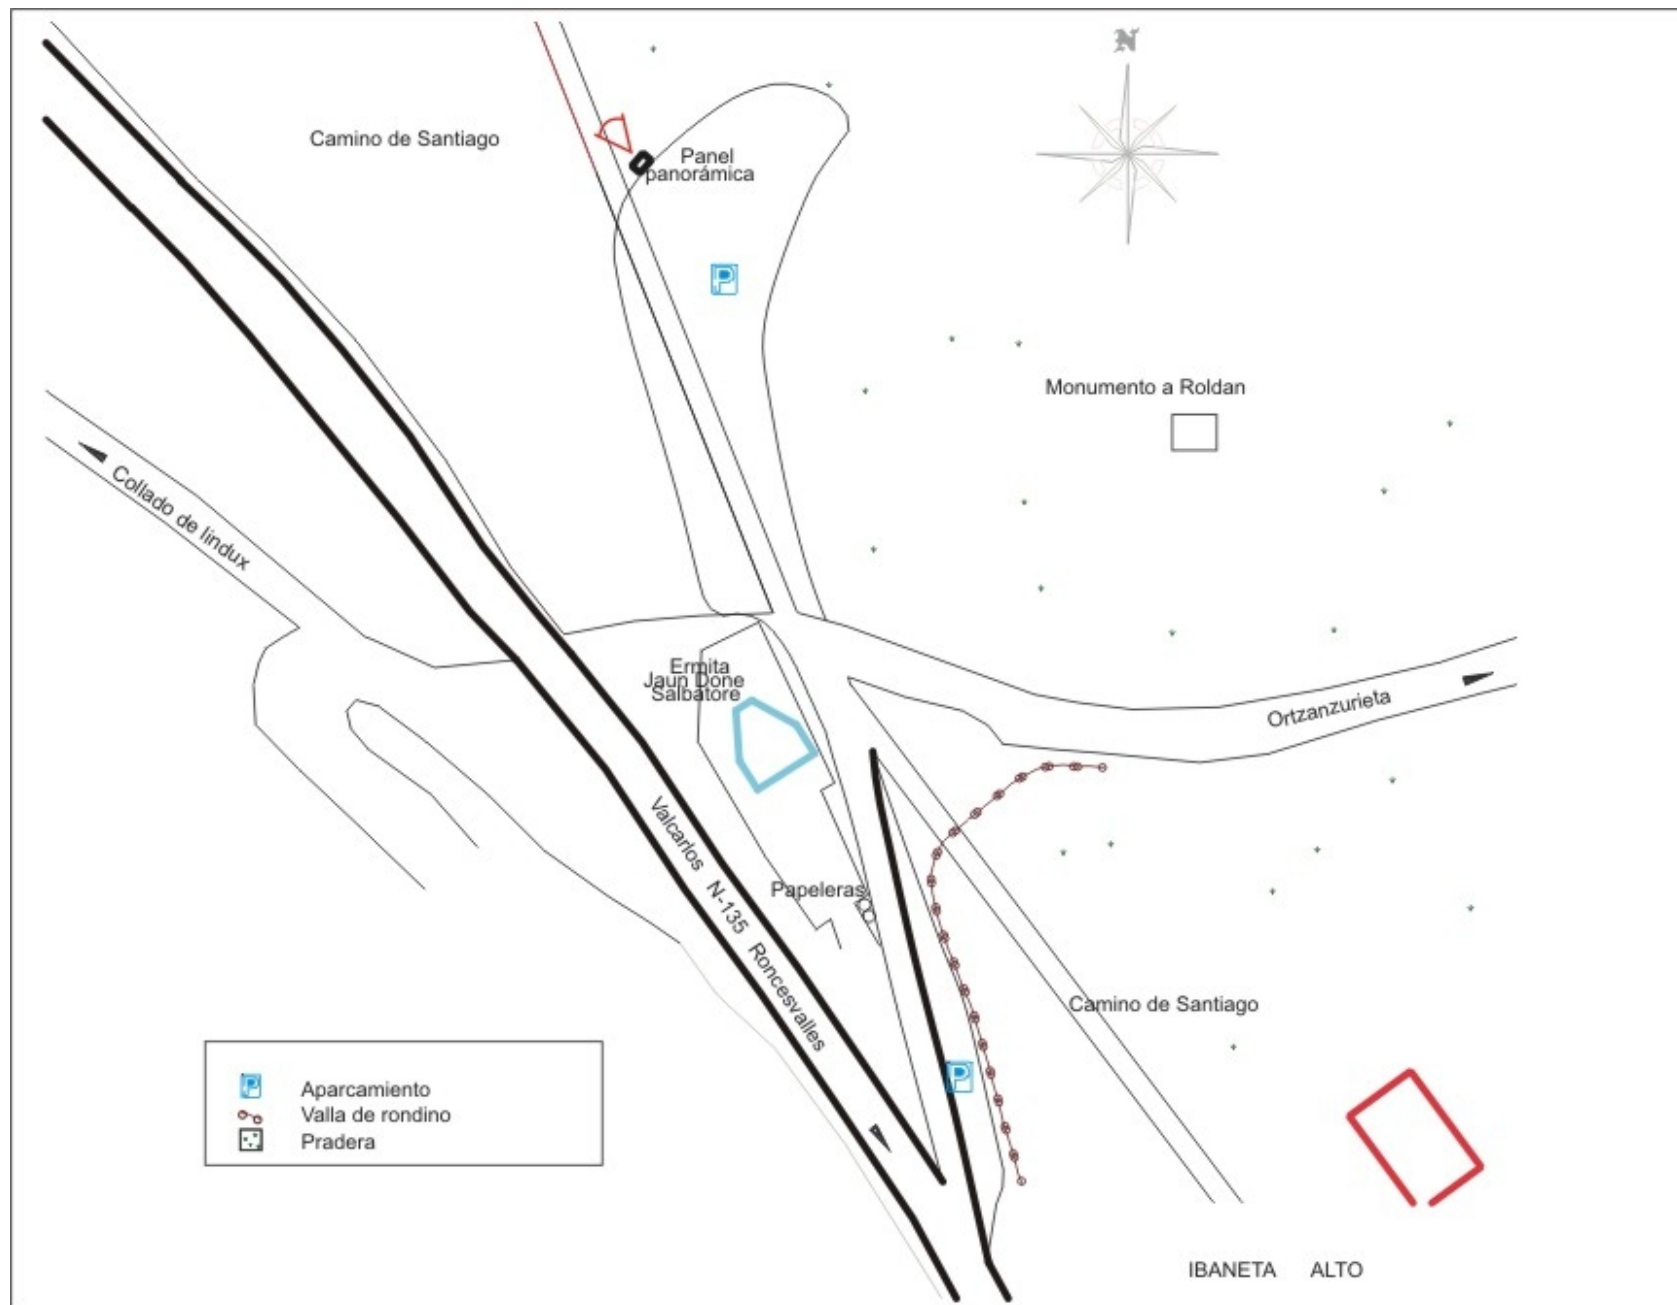 N
Camino de Santiago
Panel
panorámica
P
Monumento a Roldan
Collado de lindux
Ermita
Jaun Done
Salbatore
Ortzanzurieta
Valcarlos N-135 Roncesvalles
Papeleras
Camino de Santiago
P
P Aparcamiento
Valla de rondino
Pradera
IBANETA ALTO